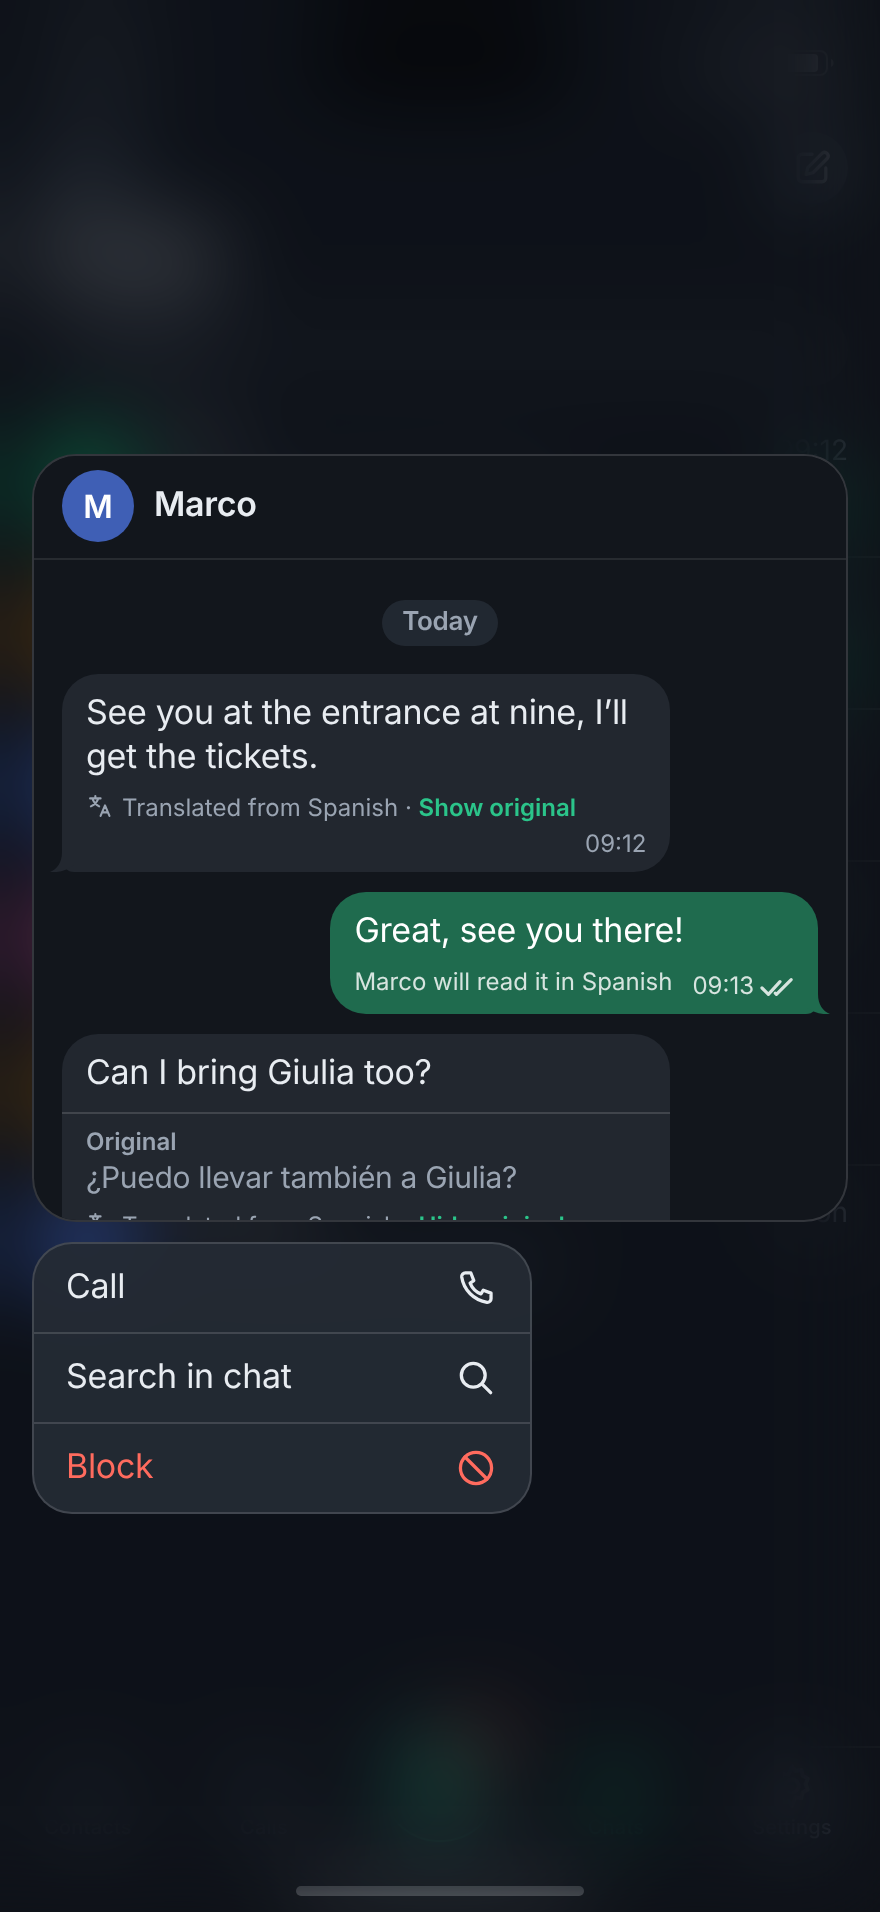 M Marco
Today
See you at the entrance at nine, I’ll
get the tickets.
Translated from Spanish · Show original
09:12
Great, see you there!
Marco will read it in Spanish 09:13
Can I bring Giulia too?
Original
¿Puedo llevar también a Giulia?
Call
Search in chat
Block